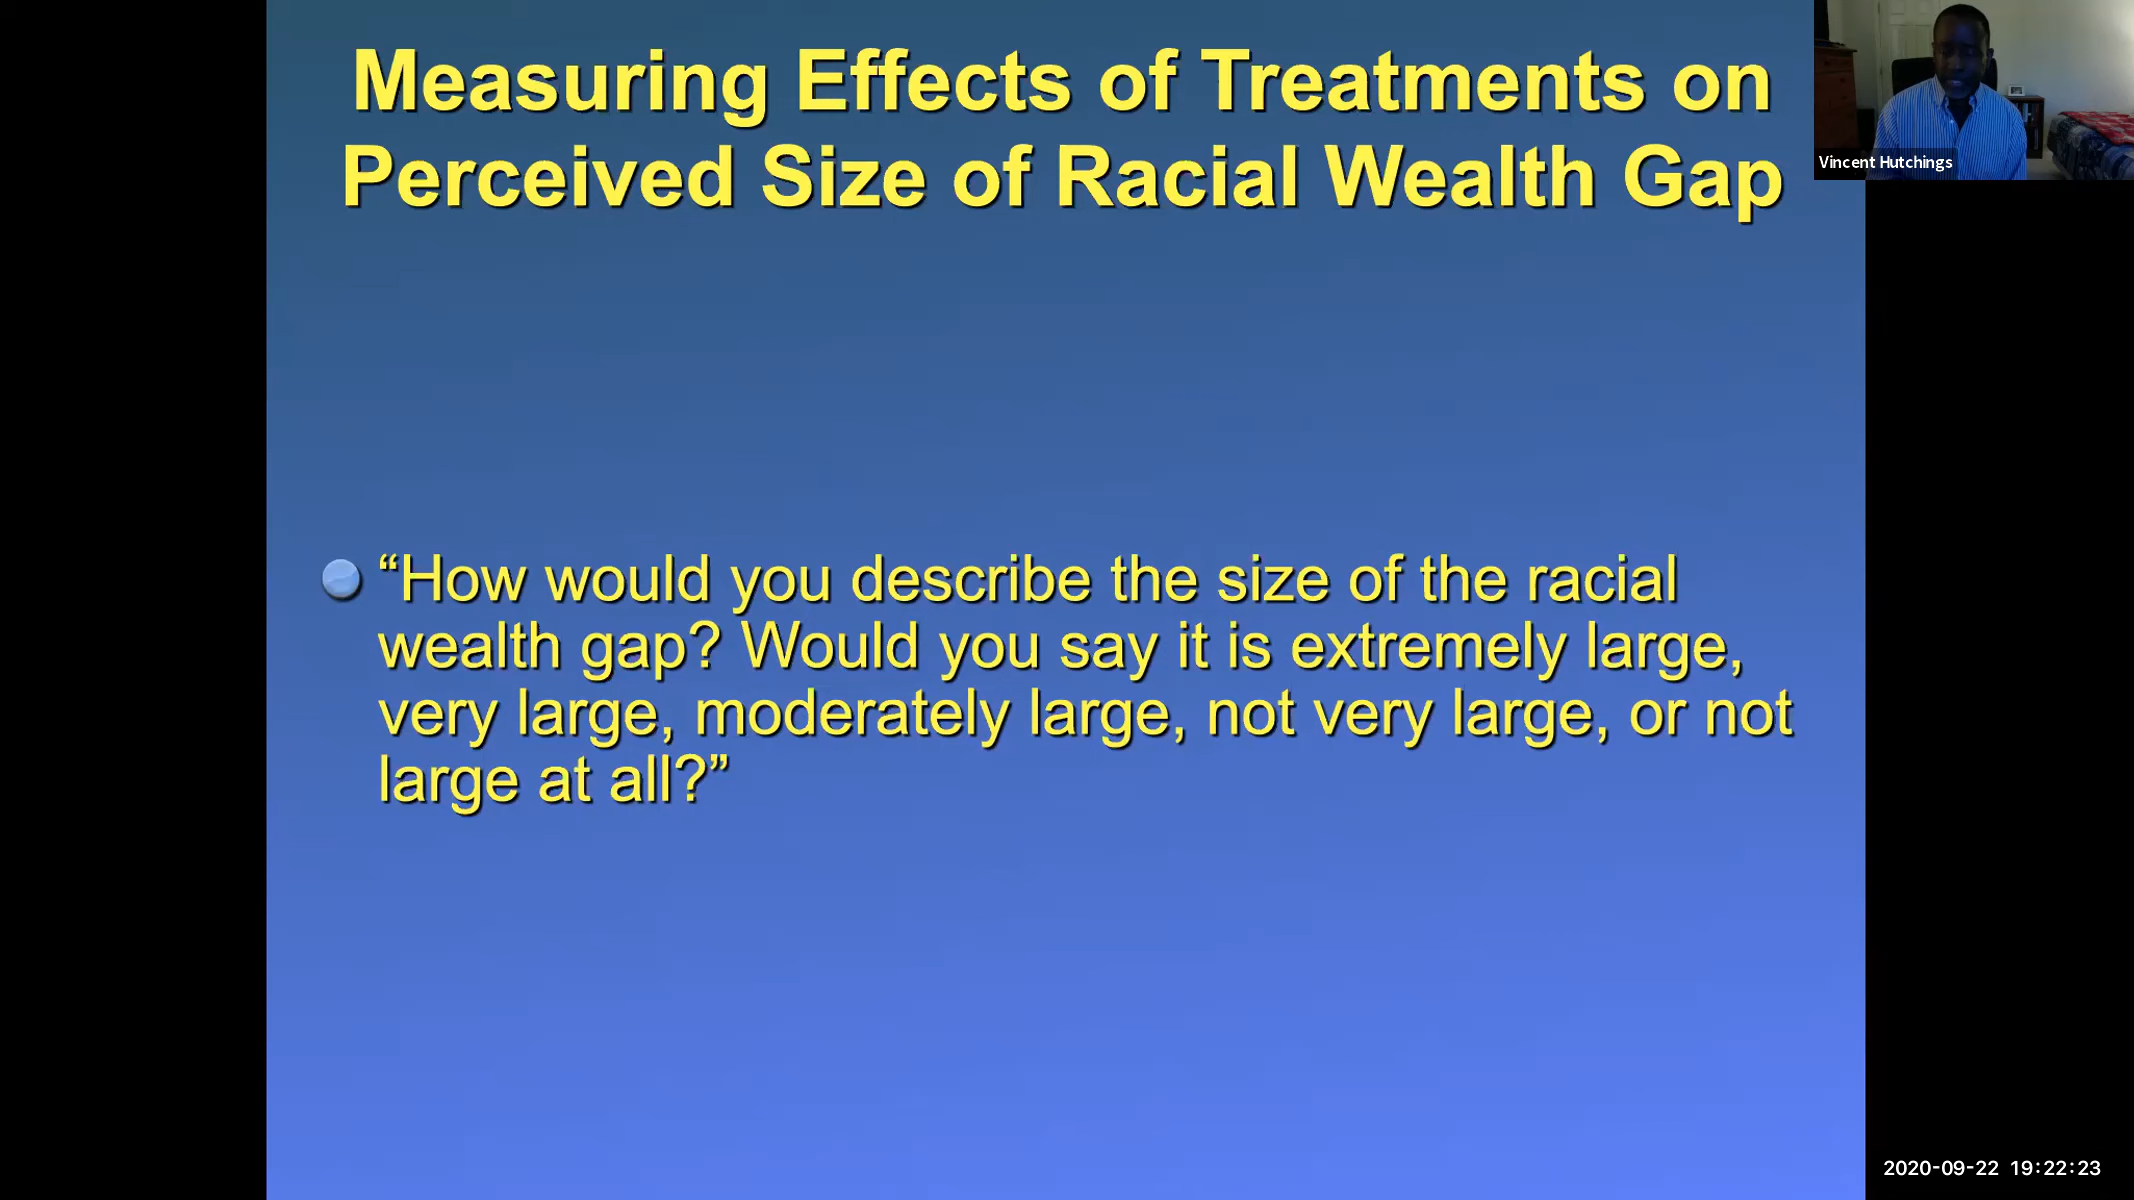 Measuring Effects of Treatments on
Perceived Size of Racial Wealth Gap
Vincent Hutchings
“How would you describe the size of the racial
wealth gap? Would you say it is extremely large,
very large, moderately large, not very large, or not
large at all?”
2020-09-22 19:22:23